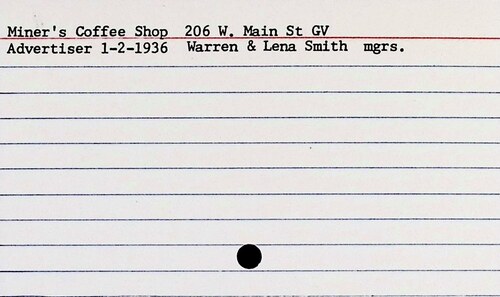 Miner's Coffee Shop 206 W. Main St GV
Advertiser 1-2-1936 Warren & Lena Smith mgrs.